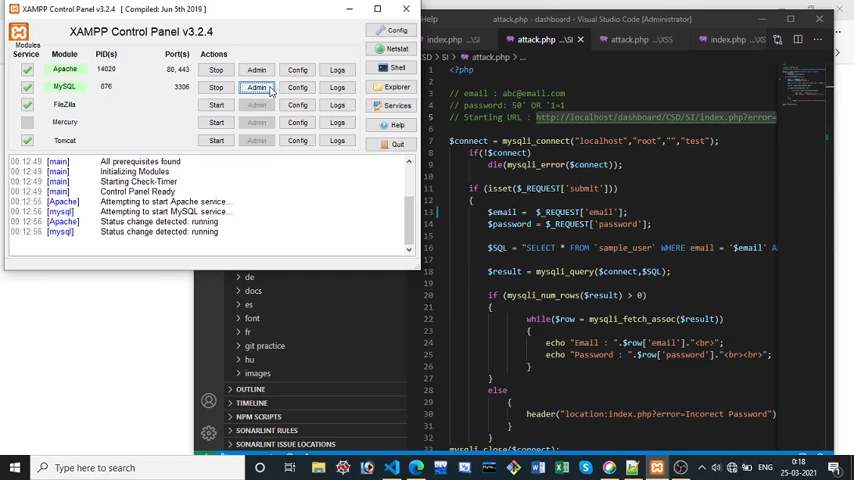 XAMPP Control Panel v3.2.4 [ Compiled: Jun 5th 2019 ]
XAMPP Control Panel v3.2.4
Config
Modules
Service
Module
PID(s)
Port(s)
Actions
Netstat
Apache
14020
80, 443
Stop
Admin
Config
Logs
Shell
MySQL
876
3306
Stop
Admin
Config
Logs
Explorer
FileZilla
Start
Admin
Config
Logs
Services
Mercury
Start
Admin
Config
Logs
Help
Tomcat
Start
Admin
Config
Logs
Quit
00:12:49 [main] All prerequisites found
00:12:49 [main] Initializing Modules
00:12:49 [main] Starting Check-Timer
00:12:49 [main] Control Panel Ready
00:12:55 [Apache] Attempting to start Apache service...
00:12:56 [mysql] Attempting to start MySQL service...
00:12:56 [Apache] Status change detected: running
00:12:56 [mysql] Status change detected: running
Help
attack.php - dashboard - Visual Studio Code [Administrator]
index.php ...\SI
attack.php ...\SI
attack.php ...\XSS
index.php ...\XSS
SD > SI > attack.php > ...
1 <?php
2
3 // email : abc@email.com
4 // password: 50' OR '1=1
5 // Starting URL : http://localhost/dashboard/CSD/SI/index.php?error=
6
7 $connect = mysqli_connect("localhost","root","","test");
8 if(!$connect)
9 die(mysqli_error($connect));
10
11 if (isset($_REQUEST['submit']))
12 {
13 $email = $_REQUEST['email'];
14 $password = $_REQUEST['password'];
15
16 $SQL = "SELECT * FROM `sample_user` WHERE email = '$email' A
17
18 $result = mysqli_query($connect,$SQL);
19
20 if (mysqli_num_rows($result) > 0)
21 {
22 while($row = mysqli_fetch_assoc($result))
23 {
24 echo "Email : ".$row['email']."<br>";
25 echo "Password : ".$row['password']."<br><br>";
26 }
27 }
28 else
29 {
30 header("location:index.php?error=Incorect Password")
31 }
32 }
mysqli_close($connect);
de
docs
es
font
fr
git practice
hu
images
OUTLINE
TIMELINE
NPM SCRIPTS
SONARLINT RULES
SONARLINT ISSUE LOCATIONS
Type here to search
ENG
0:18
25-03-2021